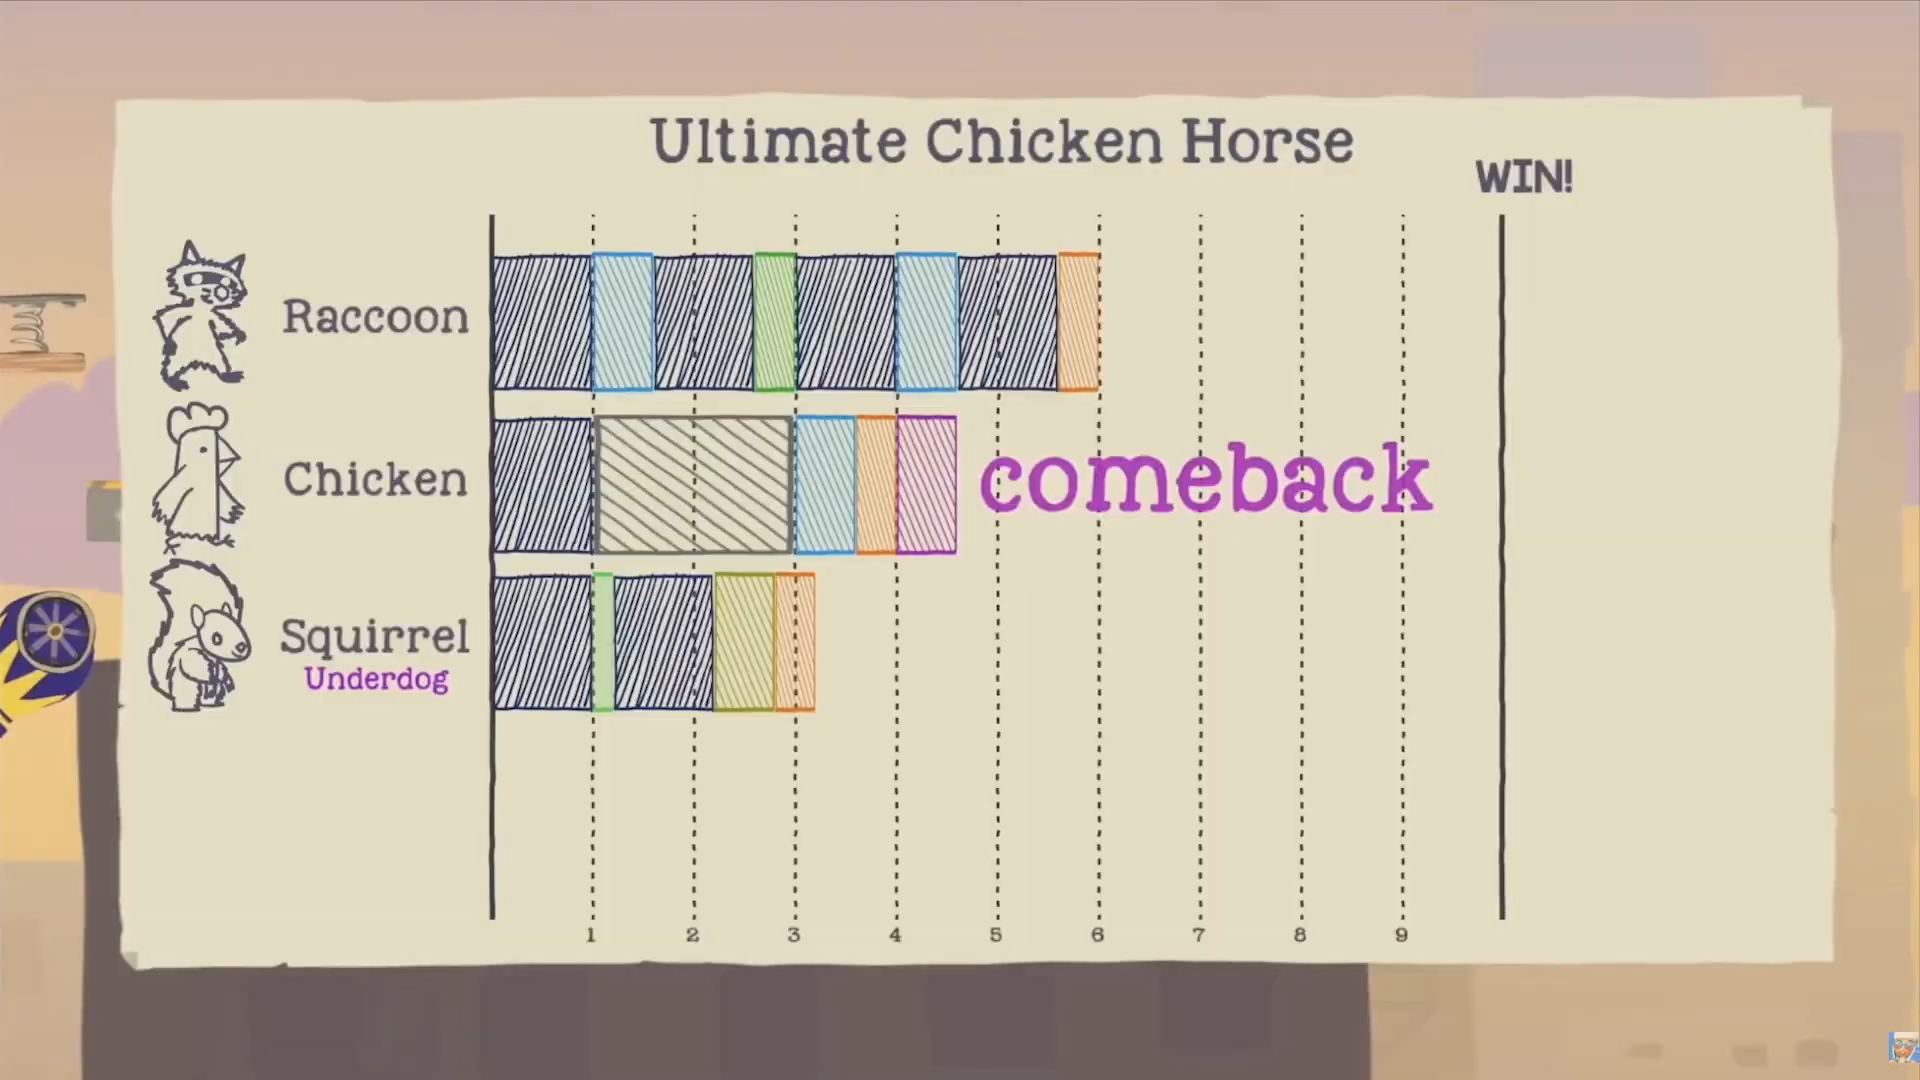 Ultimate Chicken Horse
WIN!
Raccoon
Chicken
comeback
Squirrel
Underdog
1 2 3 4 5 6 7 8 9